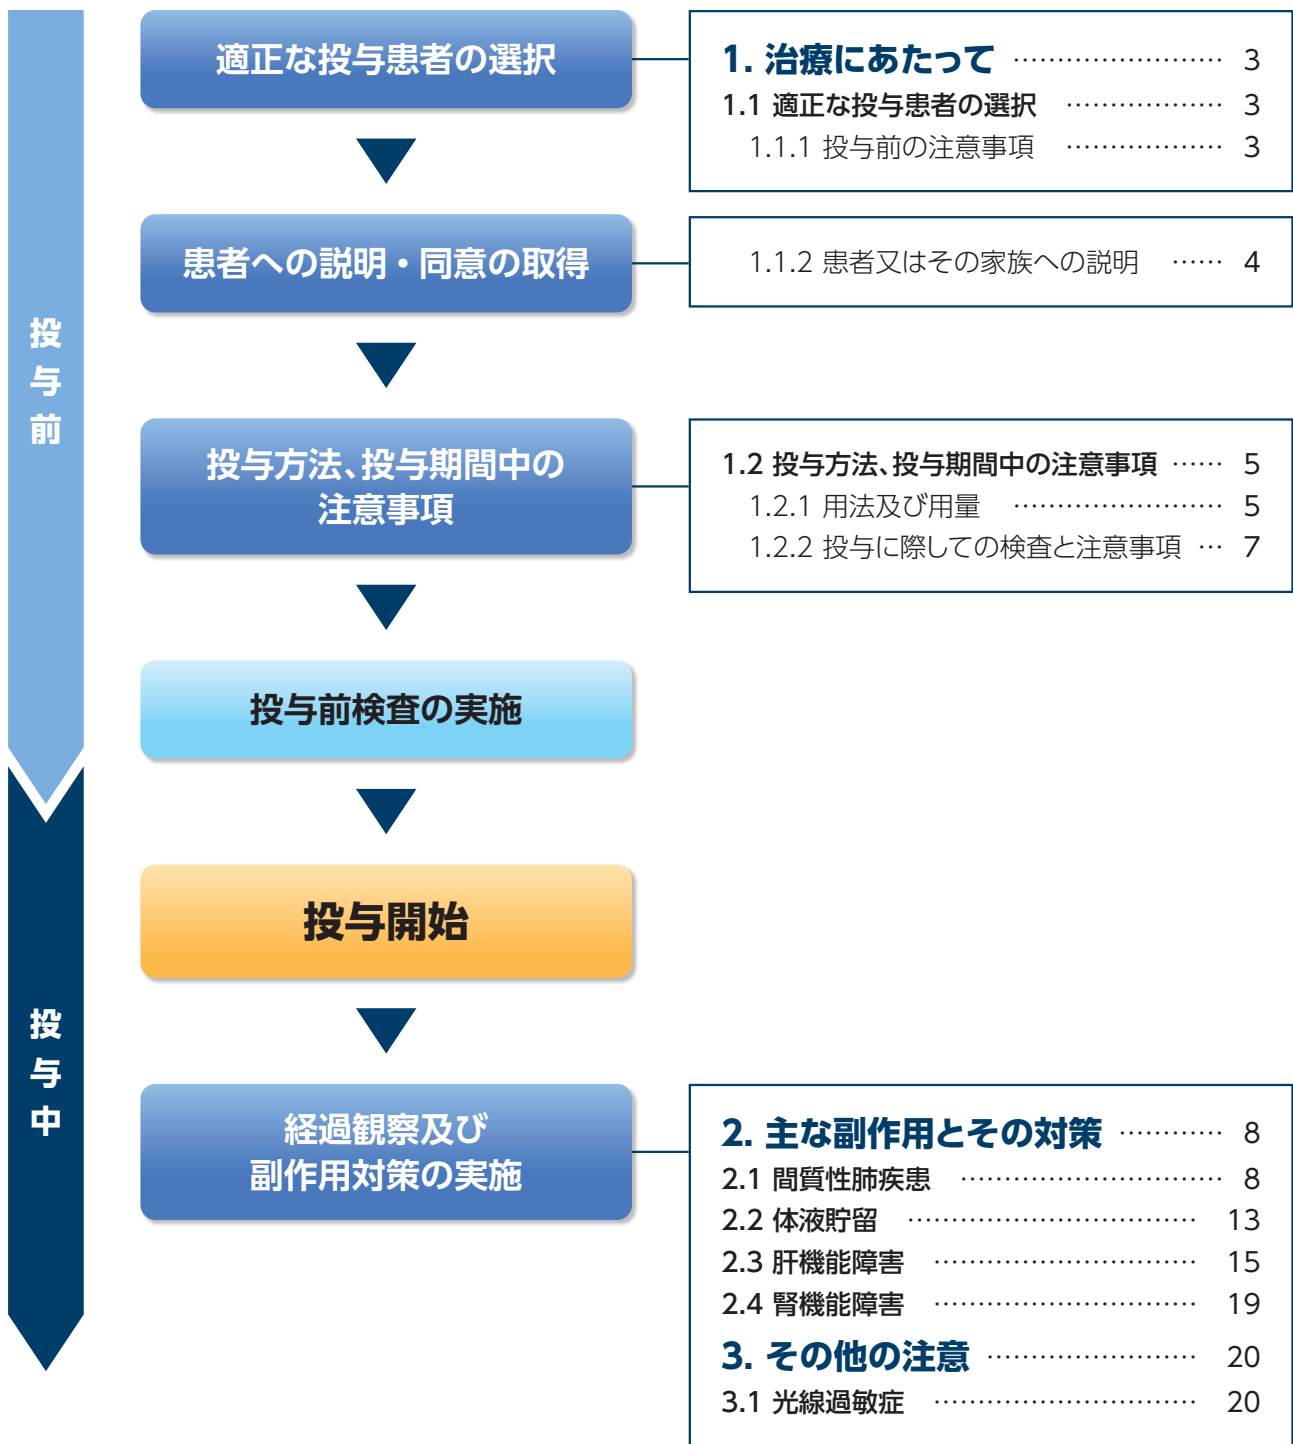 投与前
適正な投与患者の選択
1. 治療にあたって …………………… 3
1.1 適正な投与患者の選択 ……………… 3
1.1.1 投与前の注意事項 ……………… 3
患者への説明・同意の取得
1.1.2 患者又はその家族への説明 …… 4
投与方法、投与期間中の
注意事項
1.2 投与方法、投与期間中の注意事項 …… 5
1.2.1 用法及び用量 …………………… 5
1.2.2 投与に際しての検査と注意事項 … 7
投与前検査の実施
投与中
投与開始
経過観察及び
副作用対策の実施
2. 主な副作用とその対策 ………… 8
2.1 間質性肺疾患 ………………………… 8
2.2 体液貯留 …………………………… 13
2.3 肝機能障害 ………………………… 15
2.4 腎機能障害 ………………………… 19
3. その他の注意 …………………… 20
3.1 光線過敏症 ………………………… 20